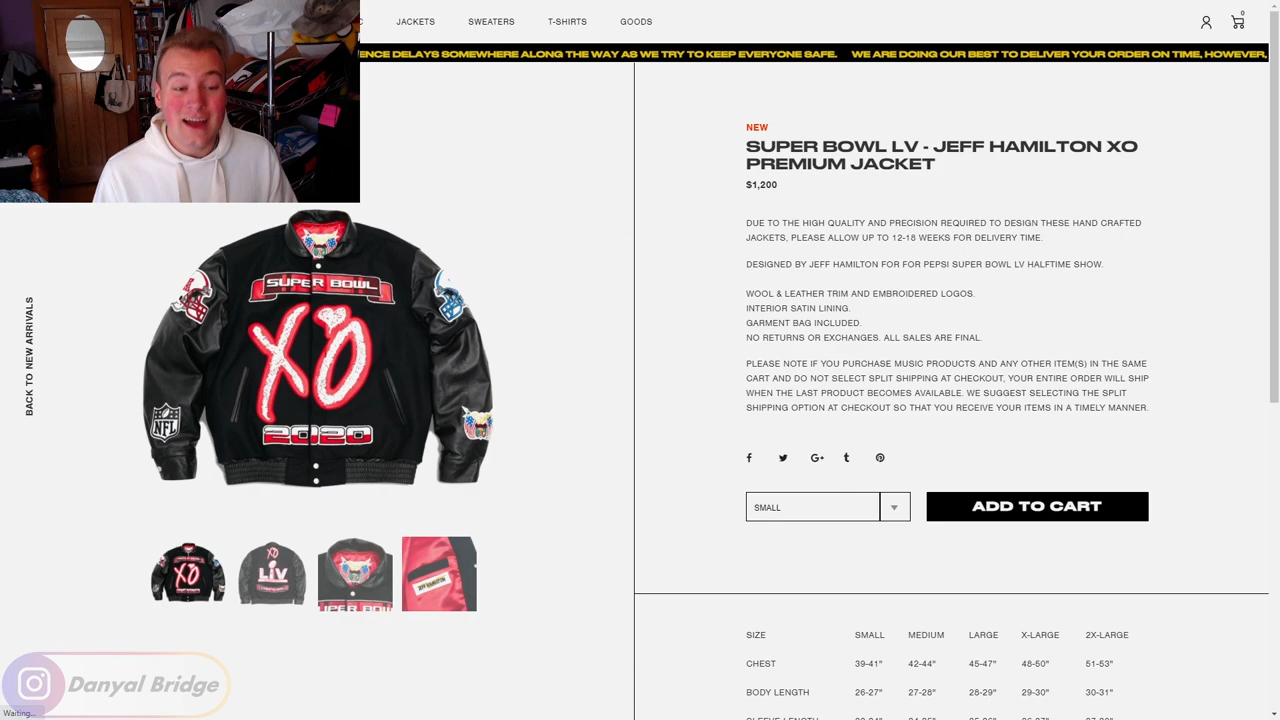 JACKETS SWEATERS T-SHIRTS GOODS
0
ENCE DELAYS SOMEWHERE ALONG THE WAY AS WE TRY TO KEEP EVERYONE SAFE. WE ARE DOING OUR BEST TO DELIVER YOUR ORDER ON TIME, HOWEVER,
BACK TO NEW ARRIVALS
SUPER BOWL
XO
NFL
2020
XO
LIV
JEFF HAMILTON
NEW
SUPER BOWL LV - JEFF HAMILTON XO
PREMIUM JACKET
$1,200
DUE TO THE HIGH QUALITY AND PRECISION REQUIRED TO DESIGN THESE HAND CRAFTED
JACKETS, PLEASE ALLOW UP TO 12-18 WEEKS FOR DELIVERY TIME.
DESIGNED BY JEFF HAMILTON FOR FOR PEPSI SUPER BOWL LV HALFTIME SHOW.
WOOL & LEATHER TRIM AND EMBROIDERED LOGOS.
INTERIOR SATIN LINING.
GARMENT BAG INCLUDED.
NO RETURNS OR EXCHANGES. ALL SALES ARE FINAL.
PLEASE NOTE IF YOU PURCHASE MUSIC PRODUCTS AND ANY OTHER ITEM(S) IN THE SAME
CART AND DO NOT SELECT SPLIT SHIPPING AT CHECKOUT, YOUR ENTIRE ORDER WILL SHIP
WHEN THE LAST PRODUCT BECOMES AVAILABLE. WE SUGGEST SELECTING THE SPLIT
SHIPPING OPTION AT CHECKOUT SO THAT YOU RECEIVE YOUR ITEMS IN A TIMELY MANNER.
SMALL
ADD TO CART
SIZE SMALL MEDIUM LARGE X-LARGE 2X-LARGE
CHEST 39-41" 42-44" 45-47" 48-50" 51-53"
BODY LENGTH 26-27" 27-28" 28-29" 29-30" 30-31"
Danyal Bridge
Waiting...